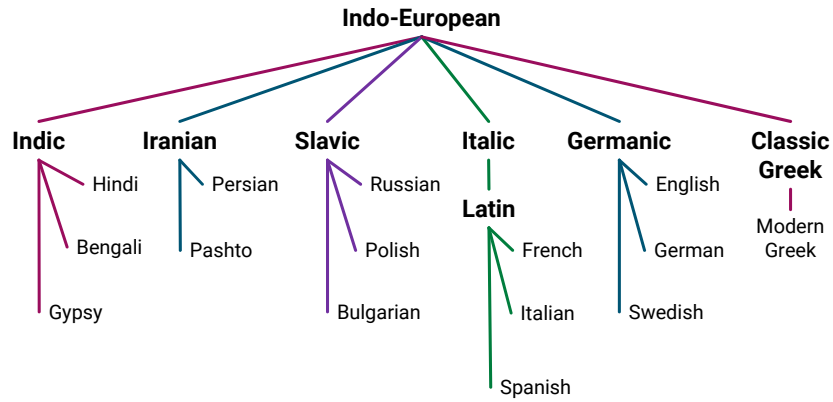 Indo-European
Indic
Iranian
Slavic
Italic
Germanic
Classic
Greek
Hindi
Persian
Russian
English
Latin
Modern
Greek
Bengali
Pashto
Polish
French
German
Gypsy
Bulgarian
Italian
Swedish
Spanish